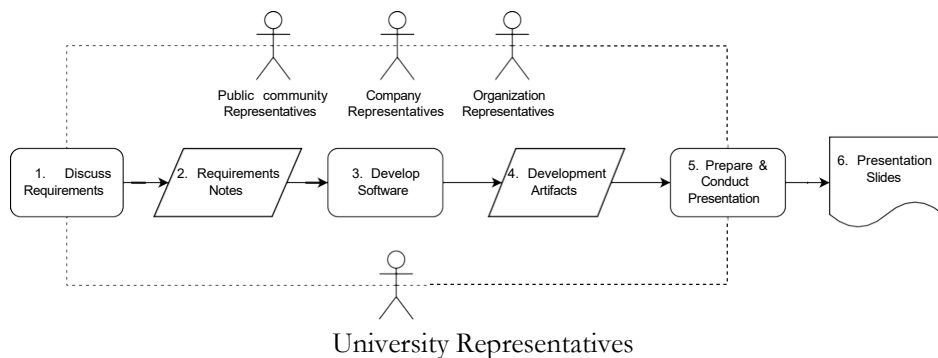 Public community
Representatives
Company
Representatives
Organization
Representatives
1. Discuss
Requirements
2. Requirements
Notes
3. Develop
Software
4. Development
Artifacts
5. Prepare &
Conduct
Presentation
6. Presentation
Slides
University Representatives